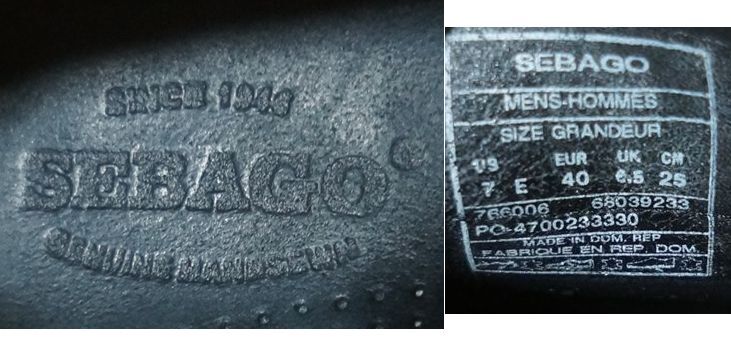 SINCE 1946
SEBAGO
GENUINE HANDSEWN
SEBAGO
MENS-HOMMES
SIZE GRANDEUR
US EUR UK CM
7 E 40 6.5 25
766006 68039233
PO-4700233330
MADE IN DOM. REP
FABRIQUE EN REP. DOM.